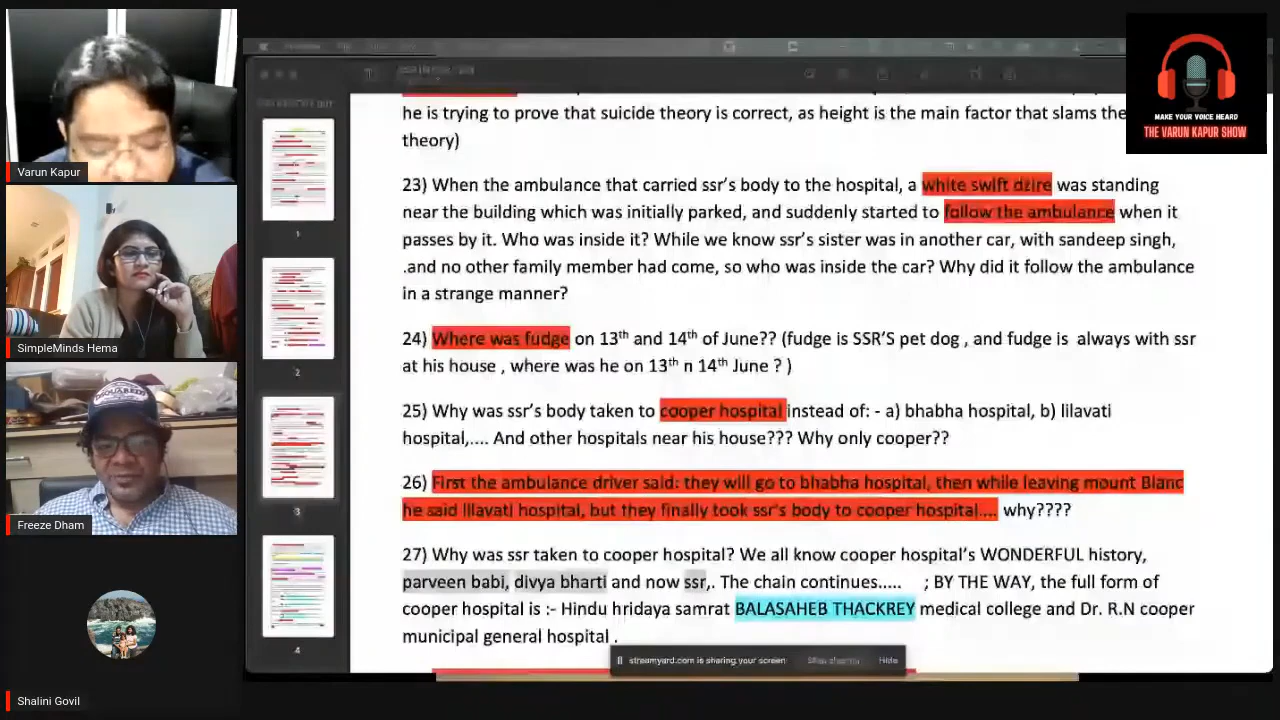 Varun Kapur
SimpleMinds Hema
Freeze Dham
Shalini Govil
MAKE YOUR VOICE HEARD
THE VARUN KAPUR SHOW
he is trying to prove that suicide theory is correct, as height is the main factor that slams the
theory)
23) When the ambulance that carried ssr's body to the hospital, a white swift dzire was standing
near the building which was initially parked, and suddenly started to follow the ambulance when it
passes by it. Who was inside it? While we know ssr's sister was in another car, with sandeep singh,
.and no other family member had come, so who was inside the car? Why did it follow the ambulance
in a strange manner?
24) Where was fudge on 13th and 14th of June?? (fudge is SSR'S pet dog , and fudge is always with ssr
at his house , where was he on 13th n 14th June ? )
25) Why was ssr's body taken to cooper hospital instead of: - a) bhabha hospital, b) lilavati
hospital,.... And other hospitals near his house??? Why only cooper??
26) First the ambulance driver said: they will go to bhabha hospital, then while leaving mount Blanc
he said lilavati hospital, but they finally took ssr's body to cooper hospital.... why????
27) Why was ssr taken to cooper hospital? We all know cooper hospital's WONDERFUL history,
parveen babi, divya bharti and now ssr. The chain continues..... ; BY THE WAY, the full form of
cooper hospital is :- Hindu hridaya samrat BALASAHEB THACKREY medical college and Dr. R.N cooper
municipal general hospital .
streamyard.com is sharing your screen
Hide
1
2
3
4